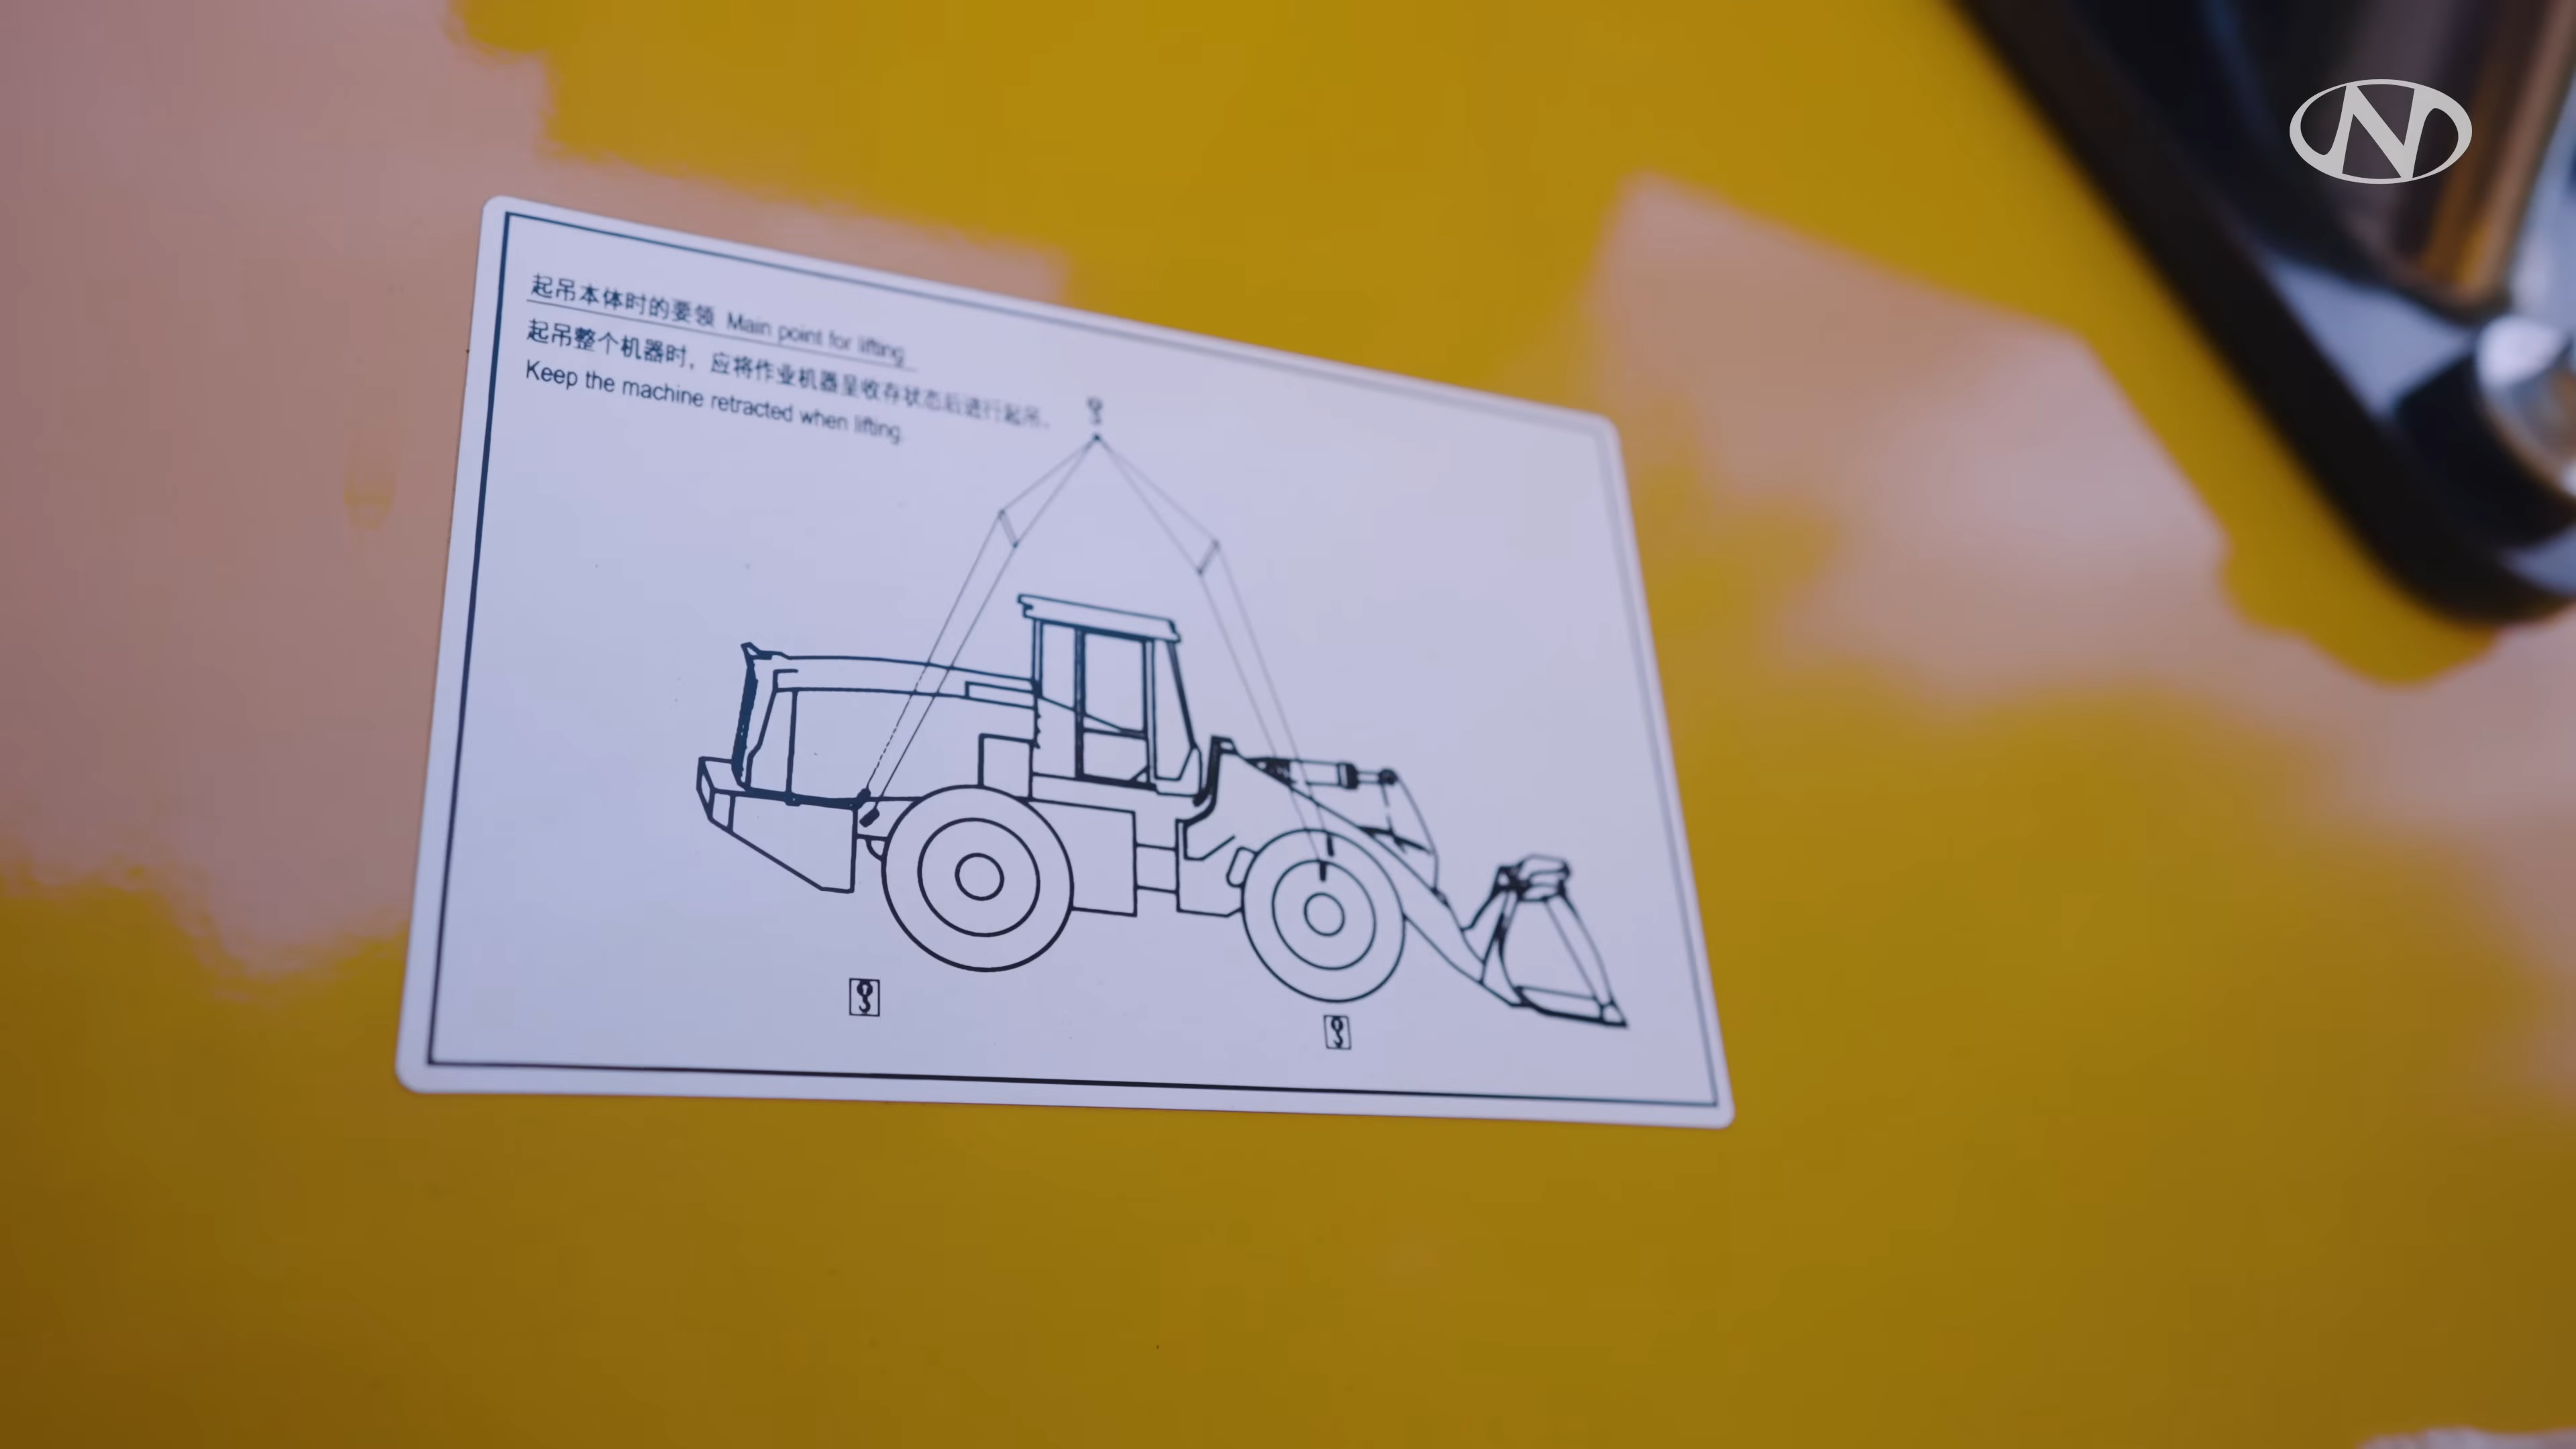 起吊本体时的要领 Main point for lifting
起吊整个机器时，应将作业机器呈收存状态后进行起吊。
Keep the machine retracted when lifting.
N